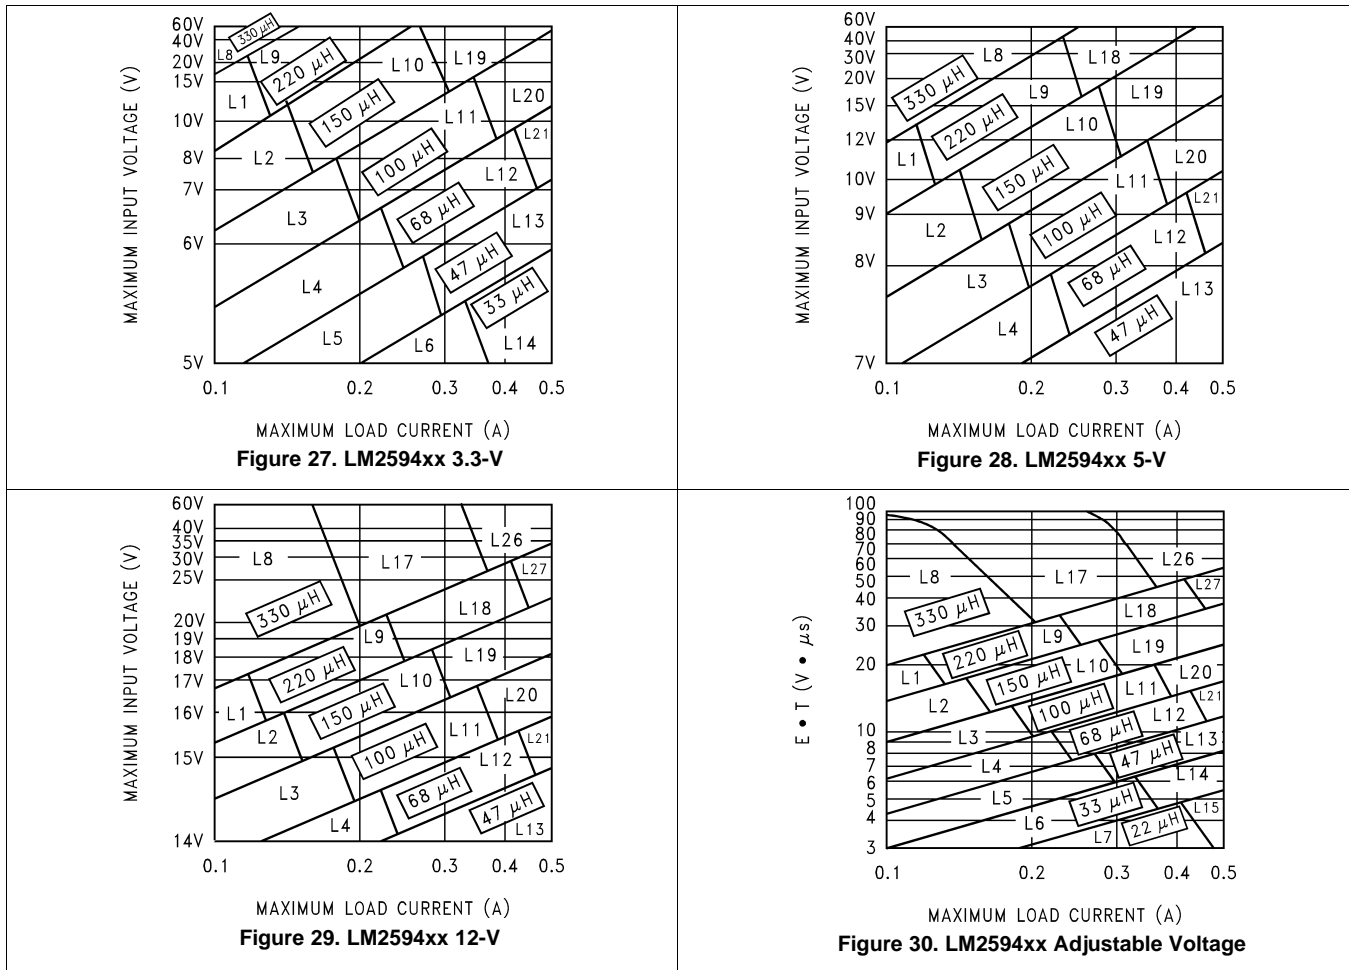 MAXIMUM INPUT VOLTAGE (V)
60V
40V
20V
15V
10V
8V
7V
6V
5V
330 μH
L8
L9
220 μH
L10
L19
L1
150 μH
L11
L20
L2
100 μH
L12
L21
L3
68 μH
L13
L4
47 μH
33 μH
L5
L6
L14
0.1
0.2
0.3
0.4
0.5
MAXIMUM LOAD CURRENT (A)
Figure 27. LM2594xx 3.3-V
MAXIMUM INPUT VOLTAGE (V)
60V
40V
30V
20V
15V
12V
10V
9V
8V
7V
L8
L18
330 μH
L9
L19
220 μH
L10
L1
L20
150 μH
L11
L21
L2
100 μH
L12
L3
68 μH
L13
L4
47 μH
0.1
0.2
0.3
0.4
0.5
MAXIMUM LOAD CURRENT (A)
Figure 28. LM2594xx 5-V
MAXIMUM INPUT VOLTAGE (V)
60V
40V
35V
30V
25V
20V
19V
18V
17V
16V
15V
14V
L8
L17
L26
L27
330 μH
L18
L9
L19
220 μH
L10
L20
L1
150 μH
L11
L2
L21
100 μH
L12
L3
68 μH
47 μH
L4
L13
0.1
0.2
0.3
0.4
0.5
MAXIMUM LOAD CURRENT (A)
Figure 29. LM2594xx 12-V
E • T (V • μs)
100
90
80
70
60
50
40
30
20
10
8
7
6
5
4
3
L26
L8
L17
L27
330 μH
L18
L9
L19
220 μH
L10
L20
L1
150 μH
L11
L21
L2
100 μH
L12
L3
68 μH
L13
L4
47 μH
L14
L5
33 μH
L15
L6
22 μH
L7
0.1
0.2
0.3
0.4
0.5
MAXIMUM LOAD CURRENT (A)
Figure 30. LM2594xx Adjustable Voltage